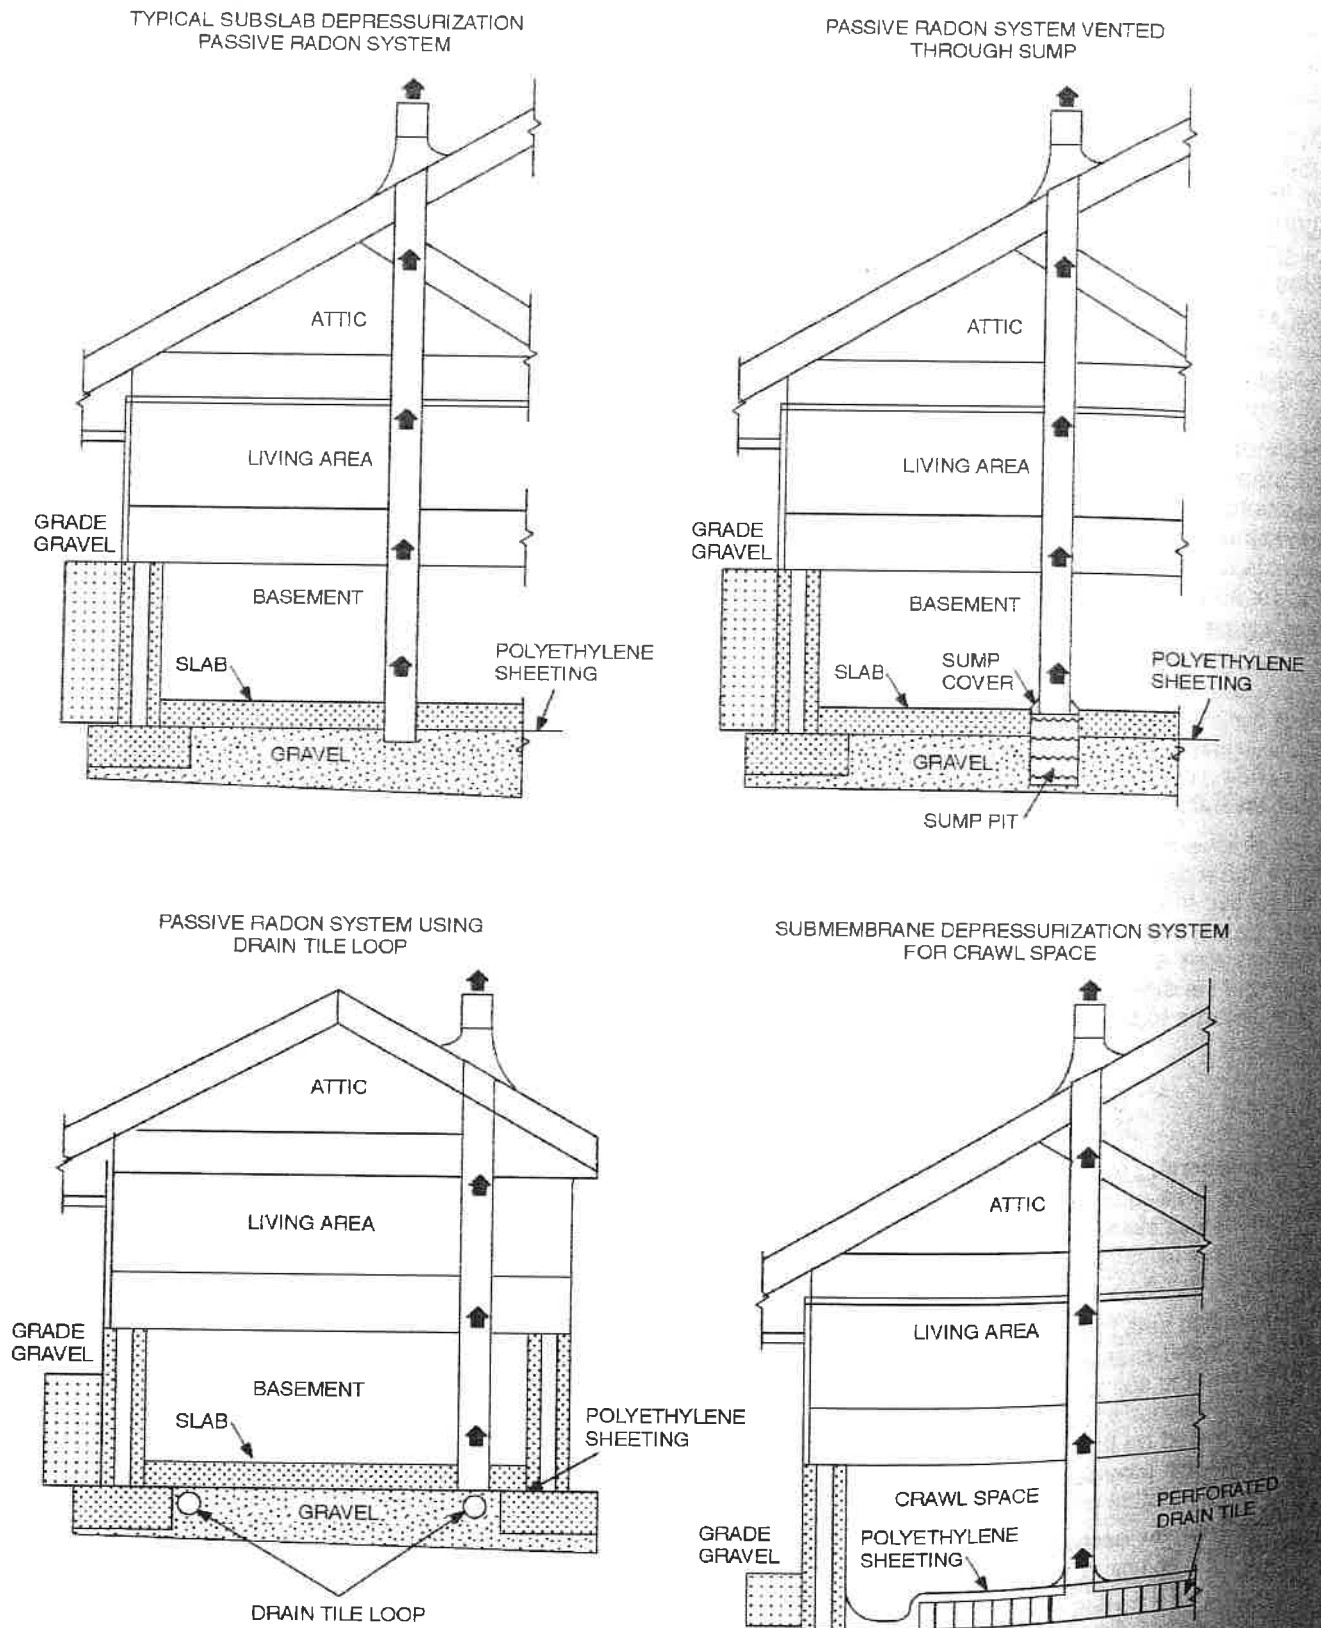 TYPICAL SUBSLAB DEPRESSURIZATION
PASSIVE RADON SYSTEM
ATTIC
LIVING AREA
GRADE
GRAVEL
BASEMENT
SLAB
POLYETHYLENE
SHEETING
GRAVEL
PASSIVE RADON SYSTEM VENTED
THROUGH SUMP
ATTIC
LIVING AREA
GRADE
GRAVEL
BASEMENT
SLAB
SUMP
COVER
POLYETHYLENE
SHEETING
GRAVEL
SUMP PIT
PASSIVE RADON SYSTEM USING
DRAIN TILE LOOP
ATTIC
LIVING AREA
GRADE
GRAVEL
BASEMENT
SLAB
POLYETHYLENE
SHEETING
GRAVEL
DRAIN TILE LOOP
SUBMEMBRANE DEPRESSURIZATION SYSTEM
FOR CRAWL SPACE
ATTIC
LIVING AREA
CRAWL SPACE
PERFORATED
DRAIN TILE
GRADE
GRAVEL
POLYETHYLENE
SHEETING